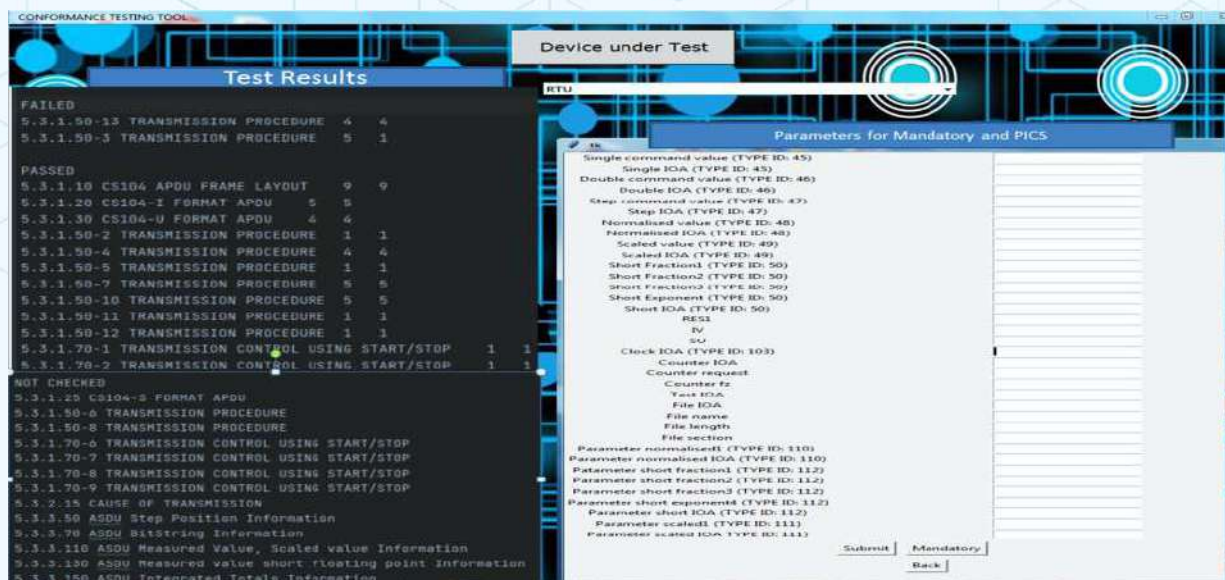 CONFORMANCE TESTING TOOL
Device under Test
Test Results
FAILED
5.3.1.50-13 TRANSMISSION PROCEDURE 4 4
5.3.1.50-3 TRANSMISSION PROCEDURE 5 1
PASSED
5.3.1.10 CS104 APDU FRAME LAYOUT 9 9
5.3.1.20 CS104-I FORMAT APDU 5 5
5.3.1.30 CS104-U FORMAT APDU 4 4
5.3.1.50-2 TRANSMISSION PROCEDURE 1 1
5.3.1.50-4 TRANSMISSION PROCEDURE 4 4
5.3.1.50-5 TRANSMISSION PROCEDURE 1 1
5.3.1.50-7 TRANSMISSION PROCEDURE 5 5
5.3.1.50-10 TRANSMISSION PROCEDURE 5 5
5.3.1.50-11 TRANSMISSION PROCEDURE 1 1
5.3.1.50-12 TRANSMISSION PROCEDURE 1 1
5.3.1.70-1 TRANSMISSION CONTROL USING START/STOP 1 1
5.3.1.70-2 TRANSMISSION CONTROL USING START/STOP 1 1
NOT CHECKED
5.3.1.25 CS104-S FORMAT APDU
5.3.1.50-6 TRANSMISSION PROCEDURE
5.3.1.50-8 TRANSMISSION PROCEDURE
5.3.1.70-6 TRANSMISSION CONTROL USING START/STOP
5.3.1.70-7 TRANSMISSION CONTROL USING START/STOP
5.3.1.70-8 TRANSMISSION CONTROL USING START/STOP
5.3.1.70-9 TRANSMISSION CONTROL USING START/STOP
5.3.2.15 CAUSE OF TRANSMISSION
5.3.3.50 ASDU Step Position Information
5.3.3.70 ASDU BitString Information
5.3.3.110 ASDU Measured Value, Scaled value Information
5.3.3.130 ASDU Measured value short floating point Information
5.3.3.150 ASDU Integrated Totals Information
RTU
Parameters for Mandatory and PICS
tk
Single command value (TYPE ID: 45)
Single IOA (TYPE ID: 45)
Double command value (TYPE ID: 46)
Double IOA (TYPE ID: 46)
Step command value (TYPE ID: 47)
Step IOA (TYPE ID: 47)
Normalised value (TYPE ID: 48)
Normalised IOA (TYPE ID: 48)
Scaled value (TYPE ID: 49)
Scaled IOA (TYPE ID: 49)
Short Fraction1 (TYPE ID: 50)
Short Fraction2 (TYPE ID: 50)
Short Fraction3 (TYPE ID: 50)
Short Exponent (TYPE ID: 50)
Short IOA (TYPE ID: 50)
RES1
IV
SU
Clock IOA (TYPE ID: 103)
Counter IOA
Counter request
Counter fz
Test IOA
File IOA
File name
File length
File section
Parameter normalised1 (TYPE ID: 110)
Parameter normalised IOA (TYPE ID: 110)
Patameter short fraction1 (TYPE ID: 112)
Parameter short fraction2 (TYPE ID: 112)
Parameter short fraction3 (TYPE ID: 112)
Parameter short exponent4 (TYPE ID: 112)
Parameter short IOA (TYPE ID: 112)
Parameter scaled1 (TYPE ID: 111)
Parameter scaled IOA TYPE ID: 111)
Submit Mandatory
Back